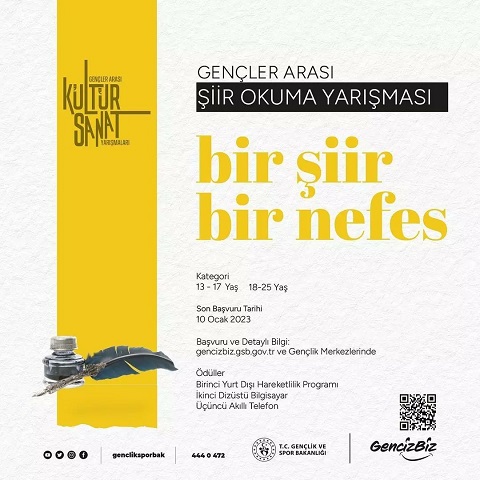 GENÇLER ARASI
KÜLTÜR
SANAT
YARIŞMALARI
GENÇLER ARASI
ŞİİR OKUMA YARIŞMASI
bir şiir
bir nefes
Kategori
13 - 17 Yaş 18-25 Yaş
Son Başvuru Tarihi
10 Ocak 2023
Başvuru ve Detaylı Bilgi:
gencizbiz.gsb.gov.tr ve Gençlik Merkezlerinde
Ödüller
Birinci Yurt Dışı Hareketlilik Programı
İkinci Dizüstü Bilgisayar
Üçüncü Akıllı Telefon
gencliksporbak
444 0 472
T.C. GENÇLİK VE
SPOR BAKANLIĞI
GencizBiz